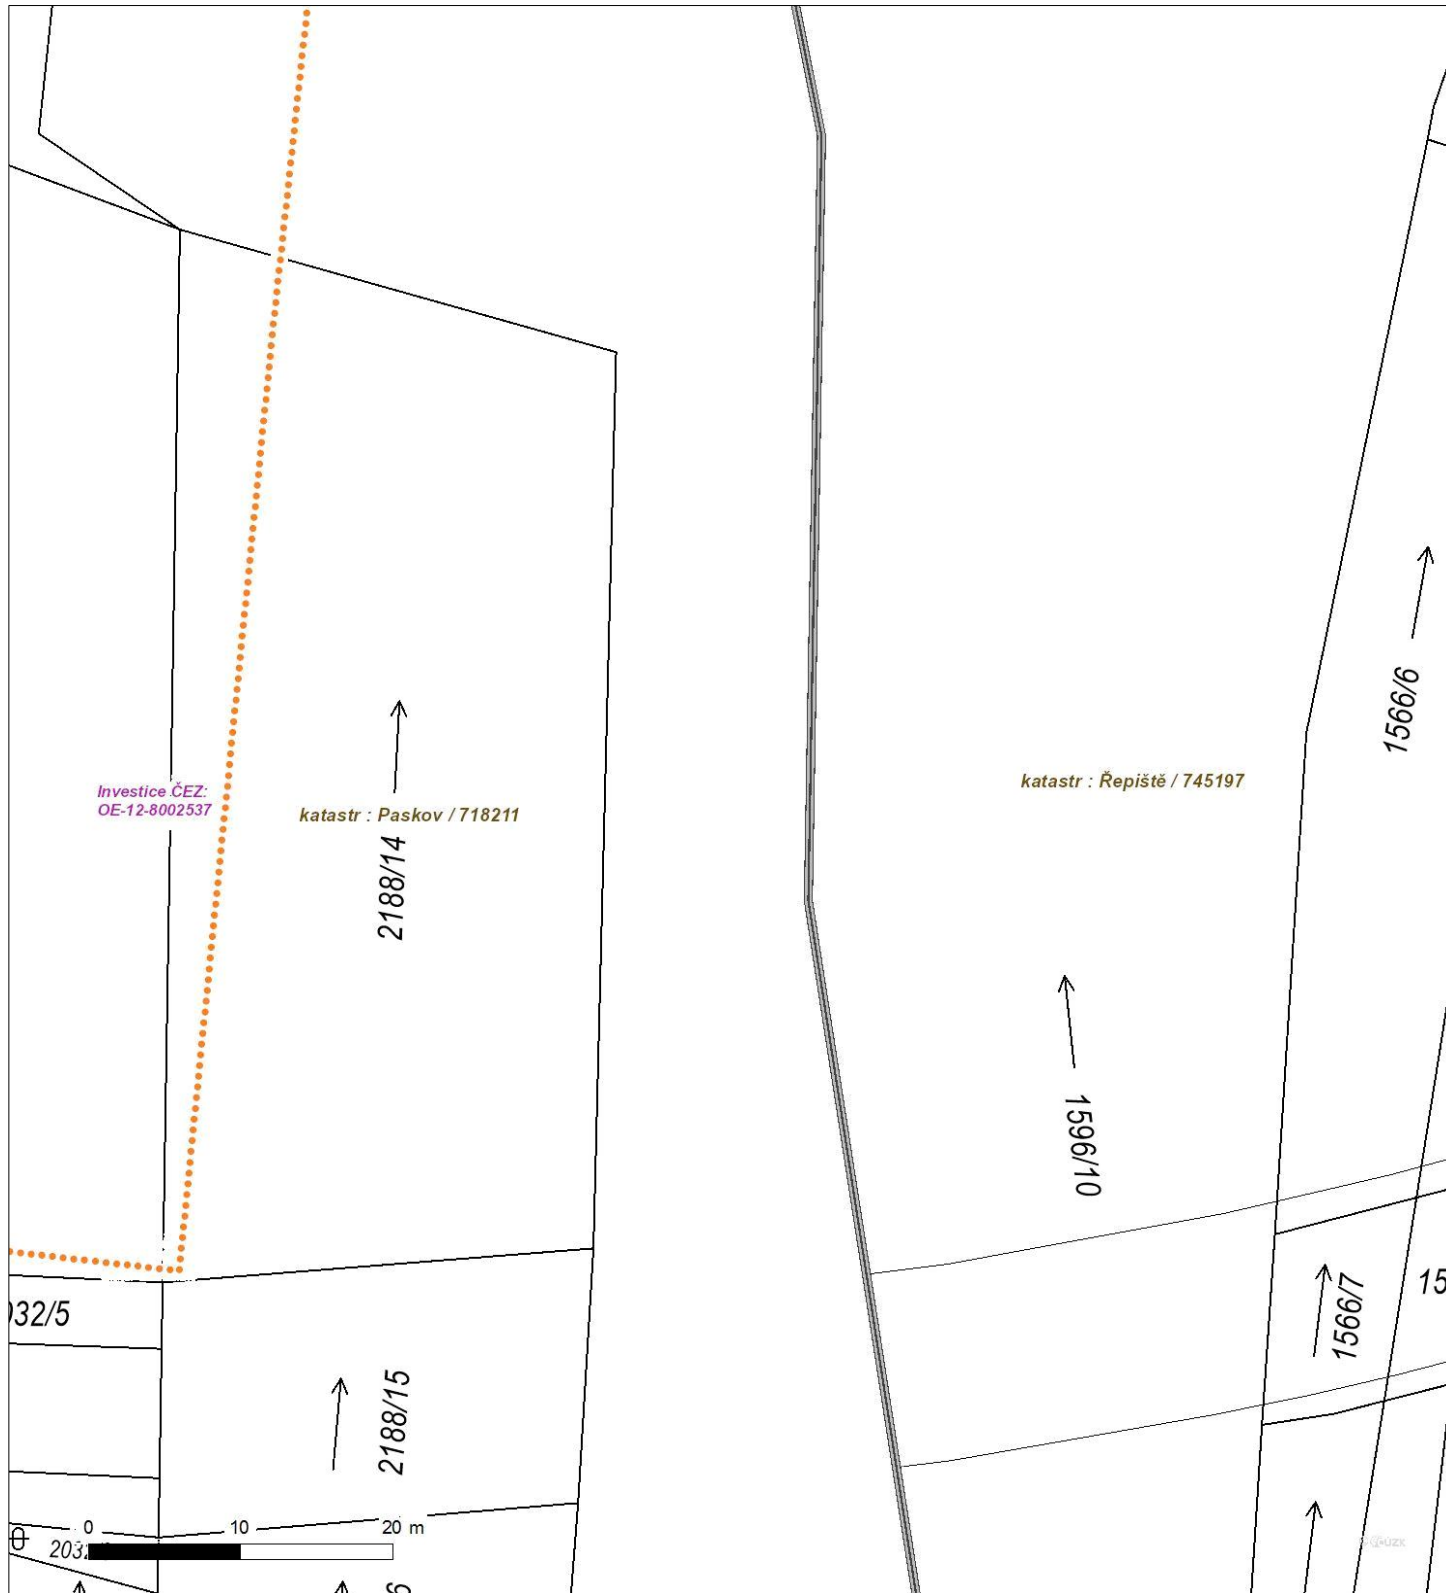 1566/6
Investice ČEZ:
OE-12-8002537
katastr : Paskov / 718211
katastr : Řepiště / 745197
2188/14
1596/10
1566/7
15
032/5
2188/15
0 10 20 m